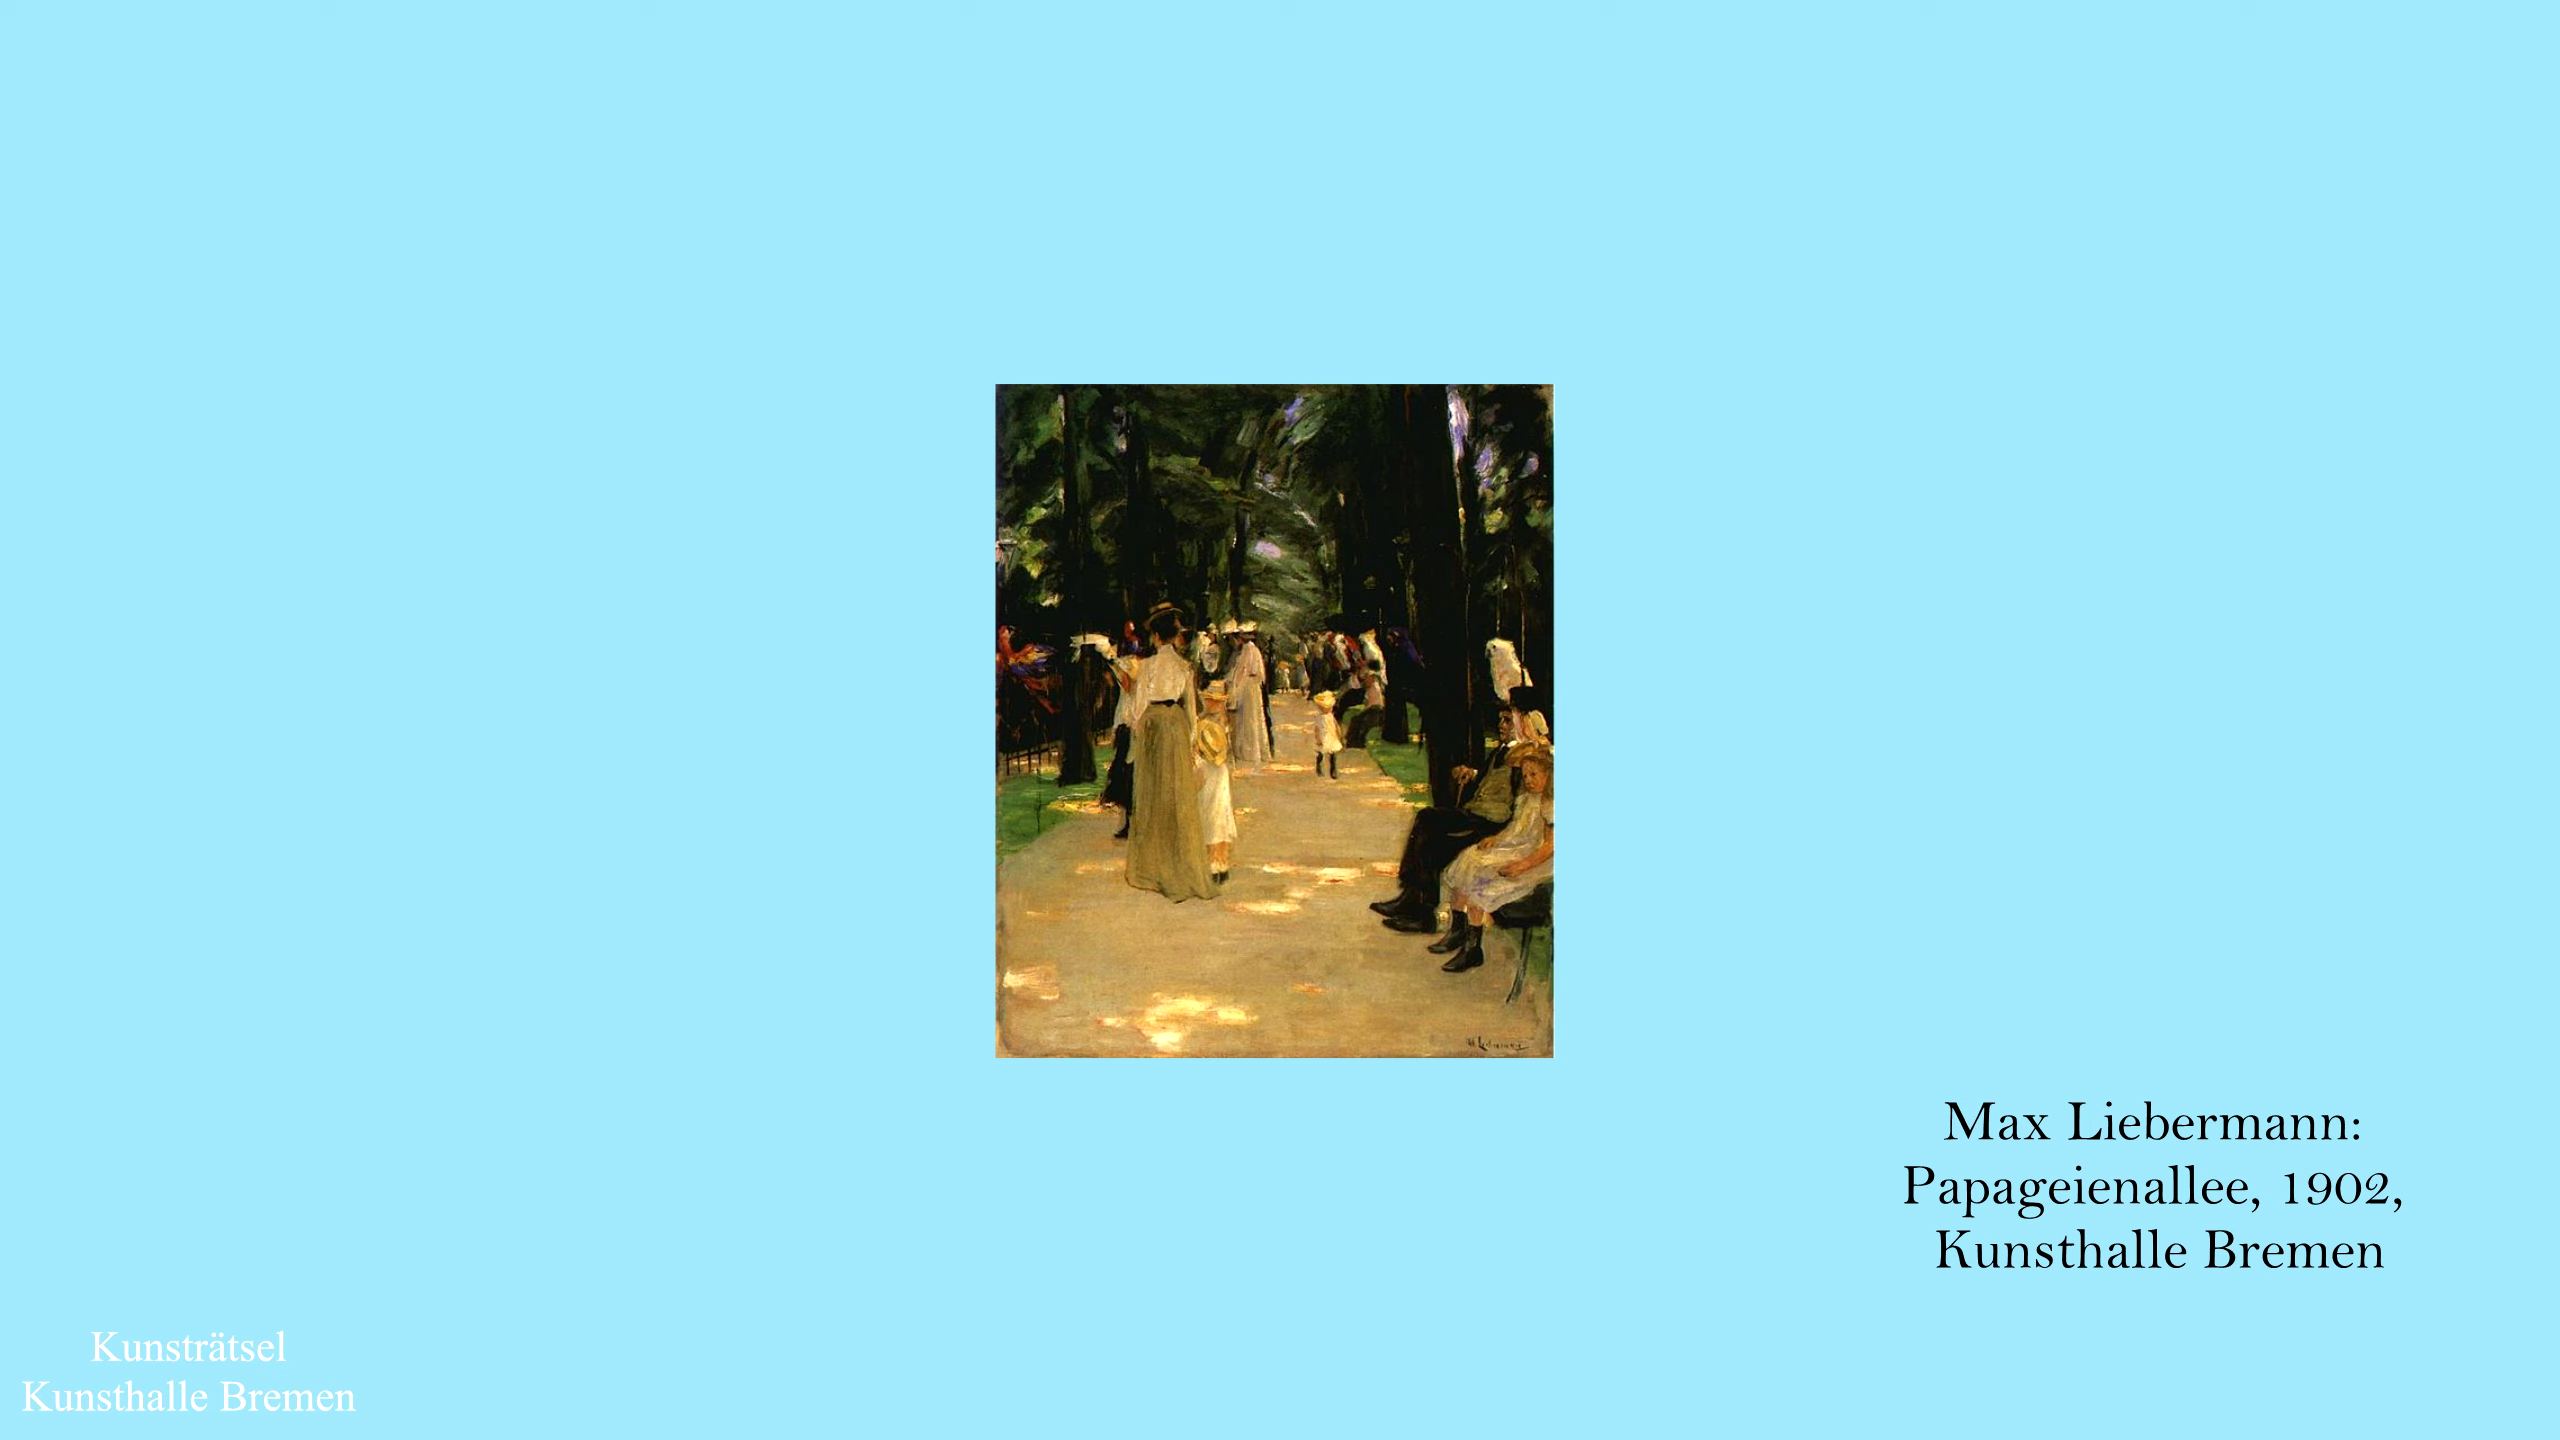 Max Liebermann:
Papageienallee, 1902,
Kunsthalle Bremen
Kunsträtsel
Kunsthalle Bremen